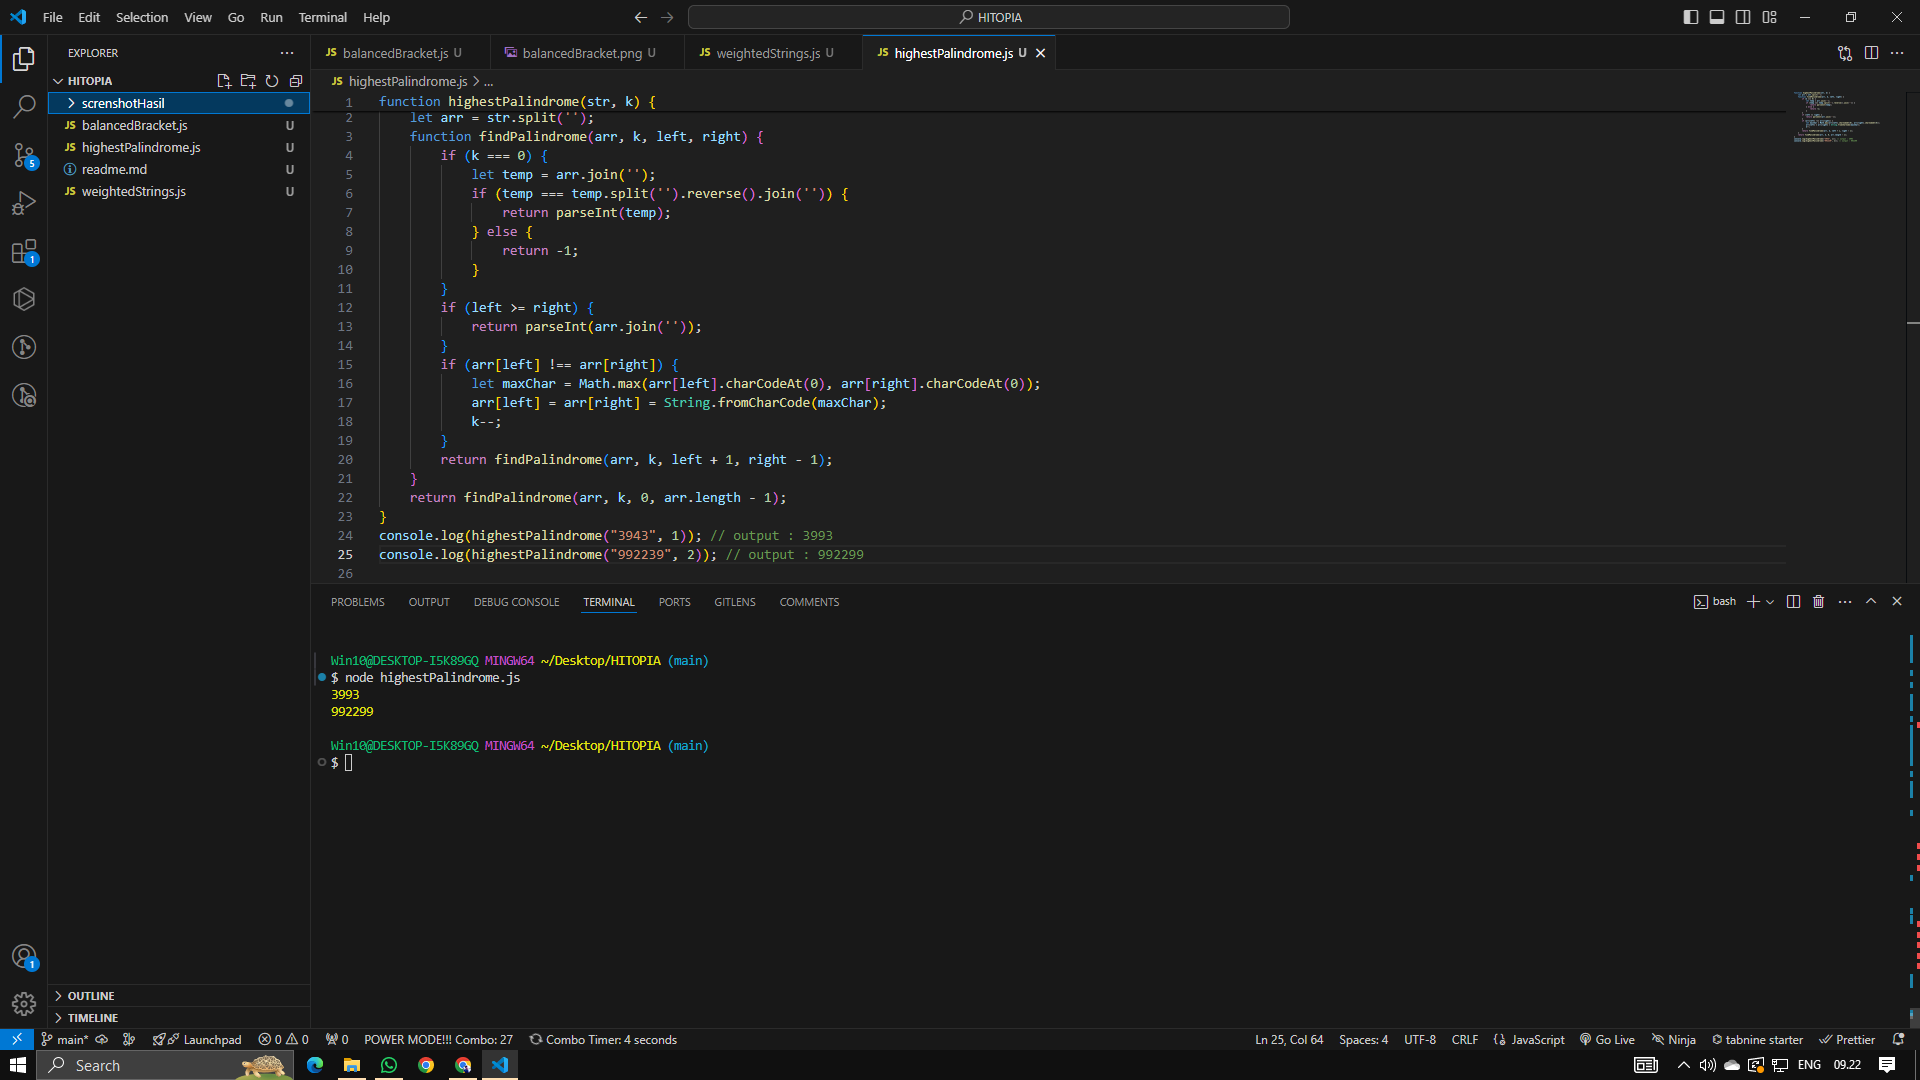 File Edit Selection View Go Run Terminal Help
HITOPIA
EXPLORER
HITOPIA
screnshotHasil
JS balancedBracket.js U
JS highestPalindrome.js U
readme.md U
JS weightedStrings.js U
5
1
1
OUTLINE
TIMELINE
JS balancedBracket.js U
balancedBracket.png U
JS weightedStrings.js U
JS highestPalindrome.js U
JS highestPalindrome.js > ...
1 function highestPalindrome(str, k) {
2 let arr = str.split('');
3 function findPalindrome(arr, k, left, right) {
4 if (k === 0) {
5 let temp = arr.join('');
6 if (temp === temp.split('').reverse().join('')) {
7 return parseInt(temp);
8 } else {
9 return -1;
10 }
11 }
12 if (left >= right) {
13 return parseInt(arr.join(''));
14 }
15 if (arr[left] !== arr[right]) {
16 let maxChar = Math.max(arr[left].charCodeAt(0), arr[right].charCodeAt(0));
17 arr[left] = arr[right] = String.fromCharCode(maxChar);
18 k--;
19 }
20 return findPalindrome(arr, k, left + 1, right - 1);
21 }
22 return findPalindrome(arr, k, 0, arr.length - 1);
23 }
24 console.log(highestPalindrome("3943", 1)); // output : 3993
25 console.log(highestPalindrome("992239", 2)); // output : 992299
26
PROBLEMS OUTPUT DEBUG CONSOLE TERMINAL PORTS GITLENS COMMENTS
bash
Win10@DESKTOP-I5K89GQ MINGW64 ~/Desktop/HITOPIA (main)
$ node highestPalindrome.js
3993
992299
Win10@DESKTOP-I5K89GQ MINGW64 ~/Desktop/HITOPIA (main)
$
main* Launchpad 0 0 0 POWER MODE!!! Combo: 27 Combo Timer: 4 seconds
Ln 25, Col 64 Spaces: 4 UTF-8 CRLF JavaScript Go Live Ninja tabnine starter Prettier
Search
ENG 09.22